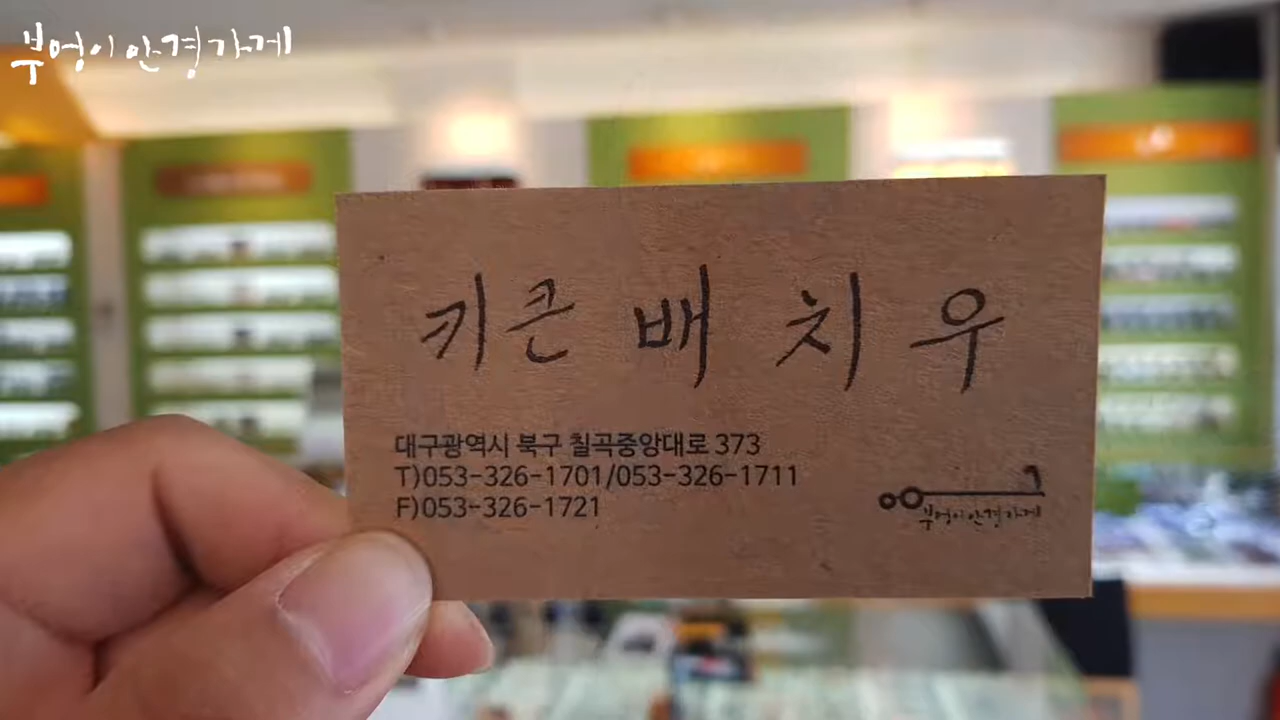 부엉이안경가게
키큰 배 치 우
대구광역시 북구 칠곡중앙대로 373
T)053-326-1701/053-326-1711
F)053-326-1721
부엉이안경가게